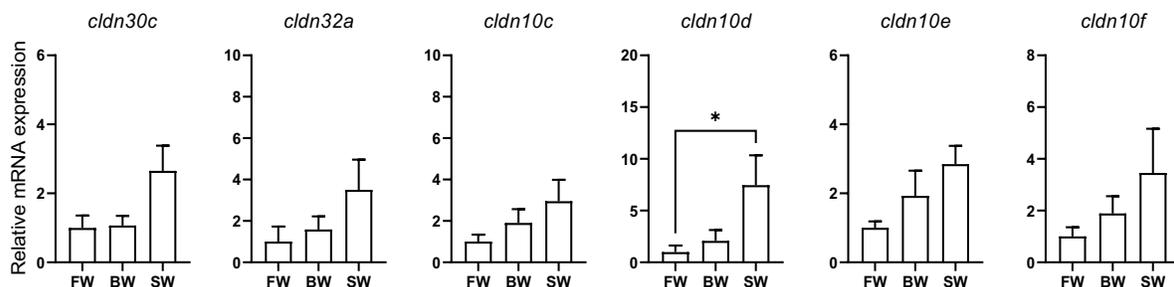 cldn30c cldn32a cldn10c cldn10d cldn10e cldn10f
Relative mRNA expression
6 10 10 20 6 8
8 8
15 6
4 6 6 4
10
4 4 4
2 5 2 2
2 2
0 0 0 0 0 0
*
FW BW SW FW BW SW FW BW SW FW BW SW FW BW SW FW BW SW